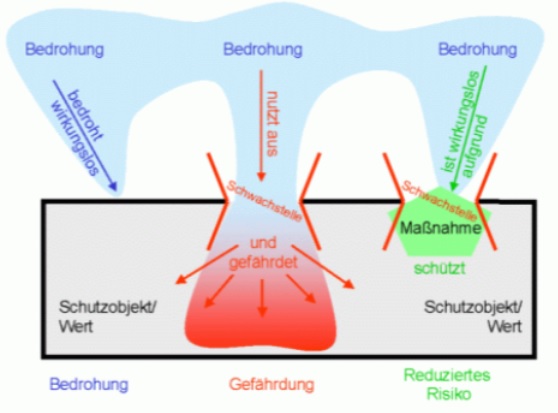 Bedrohung
Bedrohung
Bedrohung
bedroht
wirkungslos
nutzt aus
ist wirkungslos
aufgrund
Schwachstelle
Schwachstelle
Maßnahme
und
gefährdet
schützt
Schutzobjekt/
Wert
Schutzobjekt/
Wert
Bedrohung
Gefährdung
Reduziertes
Risiko